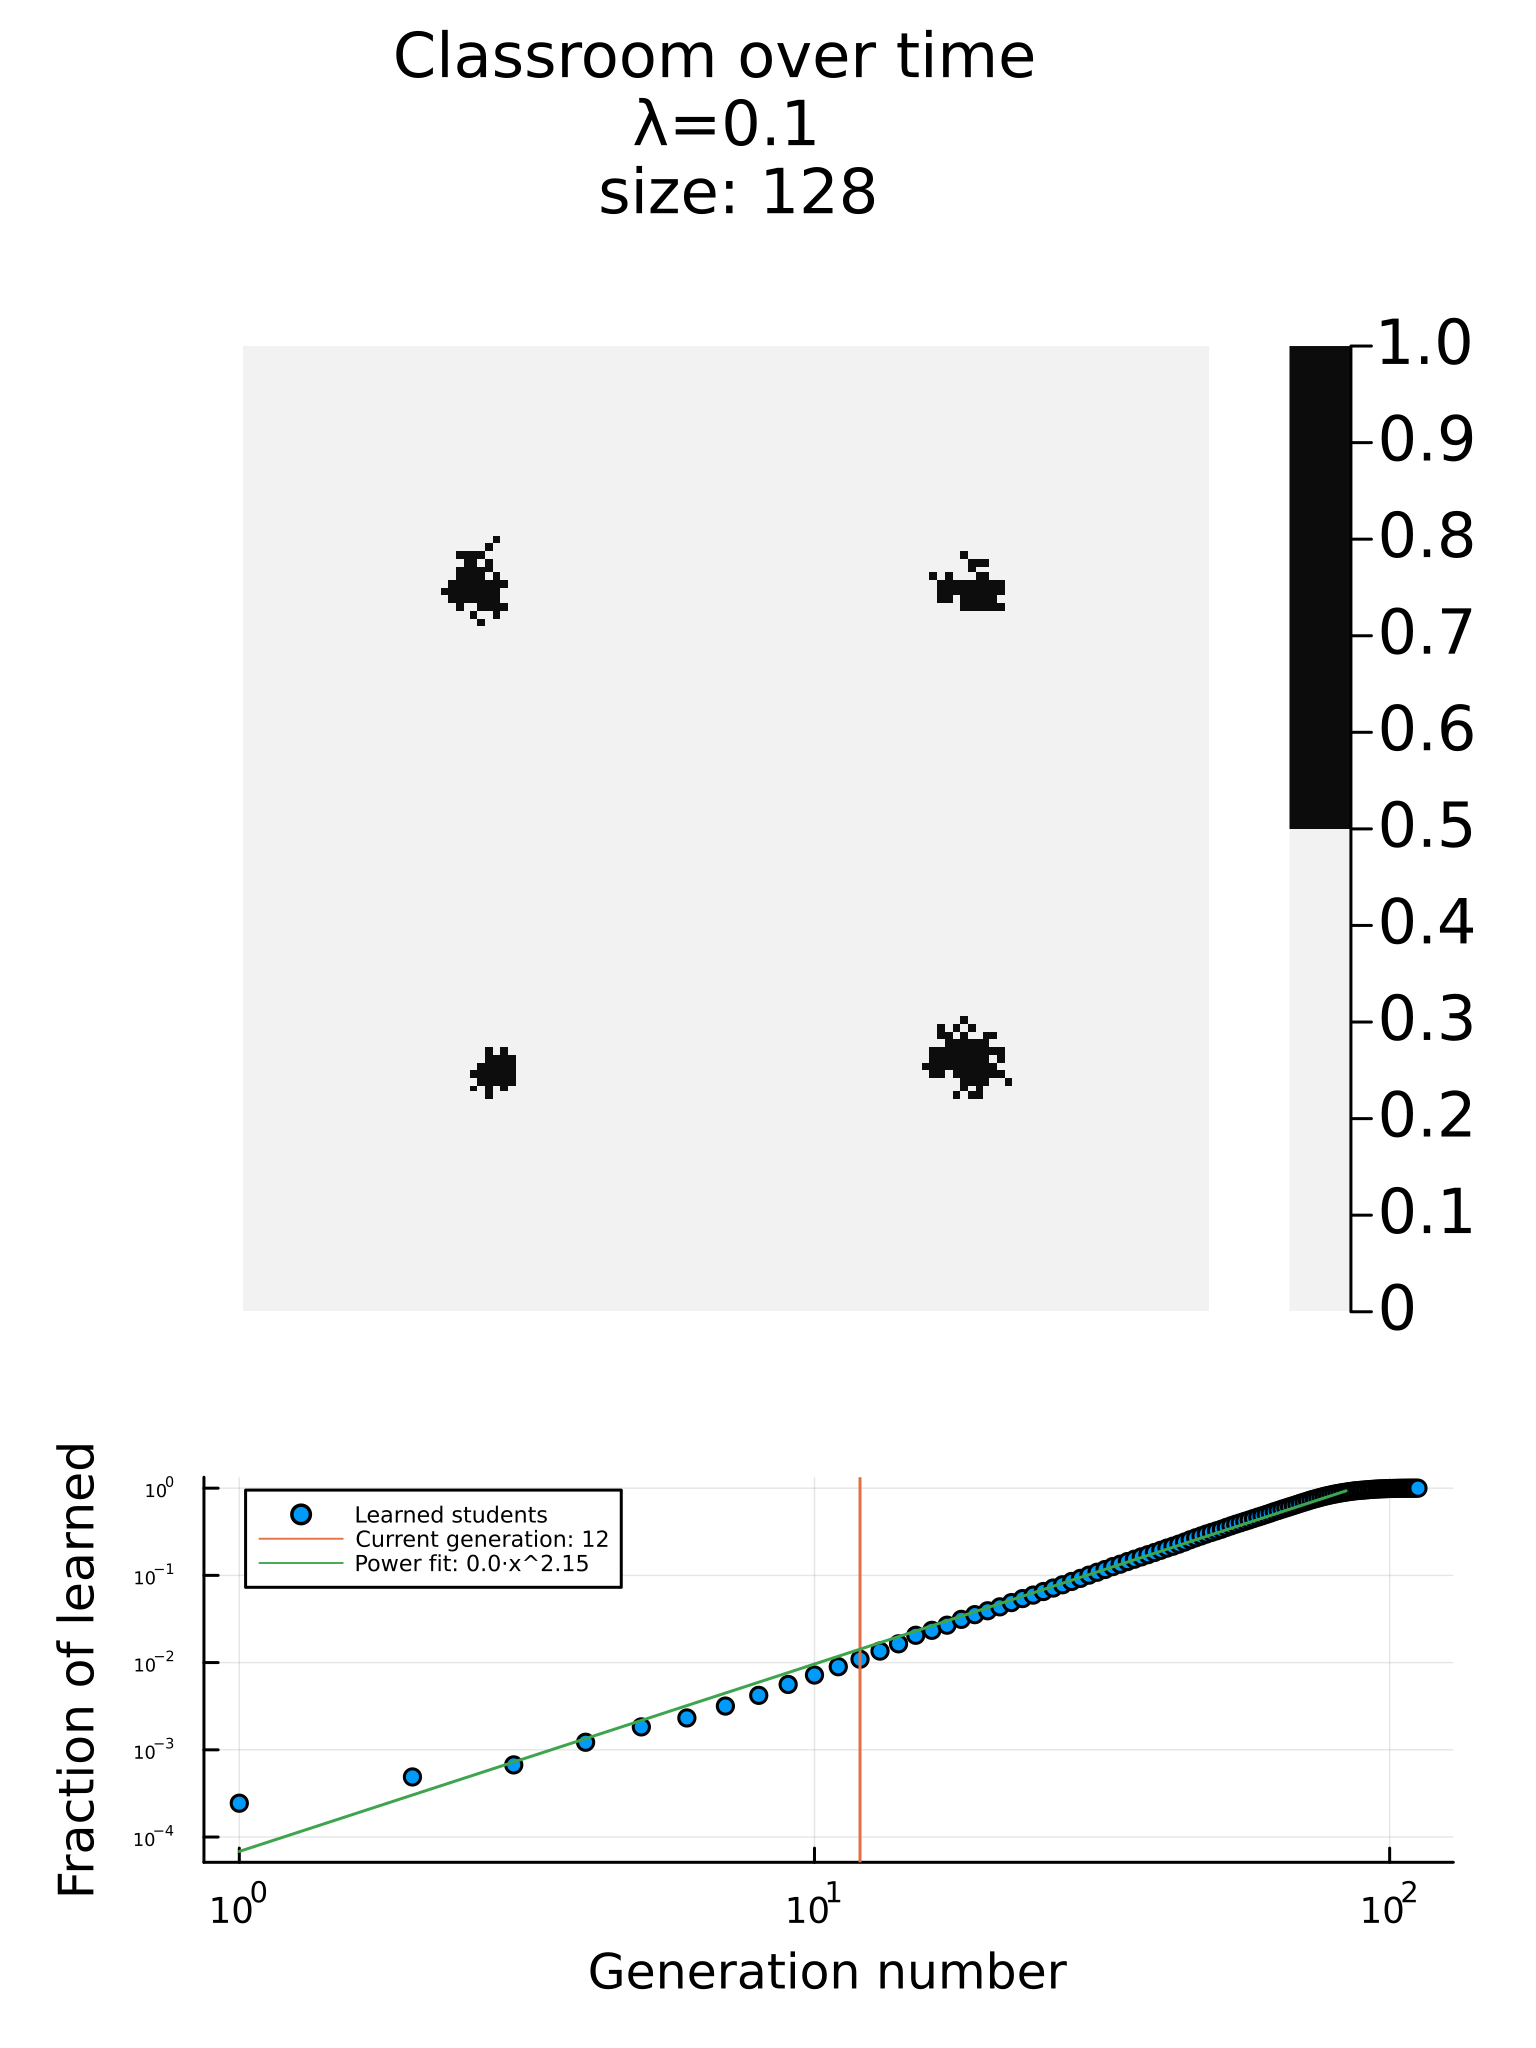 Classroom over time
λ=0.1
size: 128
1.0
0.9
0.8
0.7
0.6
0.5
0.4
0.3
0.2
0.1
0
Fraction of learned
10^0
10^-1
10^-2
10^-3
10^-4
Learned students
Current generation: 12
Power fit: 0.0·x^2.15
10^0
10^1
10^2
Generation number